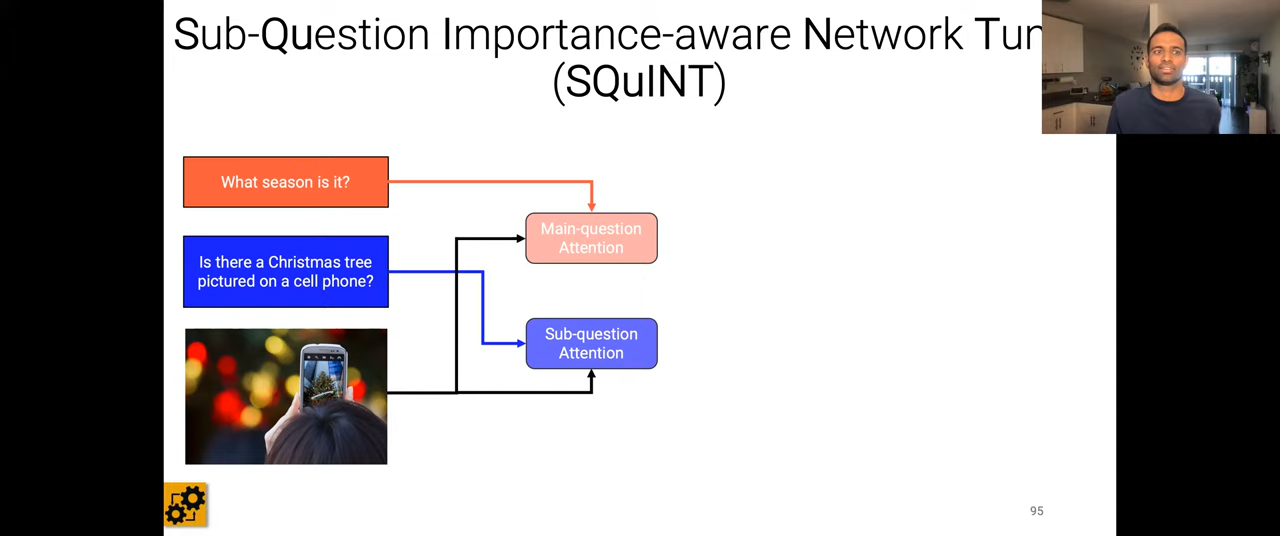 Sub-Question Importance-aware Network Tun
(SQuINT)
What season is it?
Main-question
Attention
Is there a Christmas tree
pictured on a cell phone?
Sub-question
Attention
95